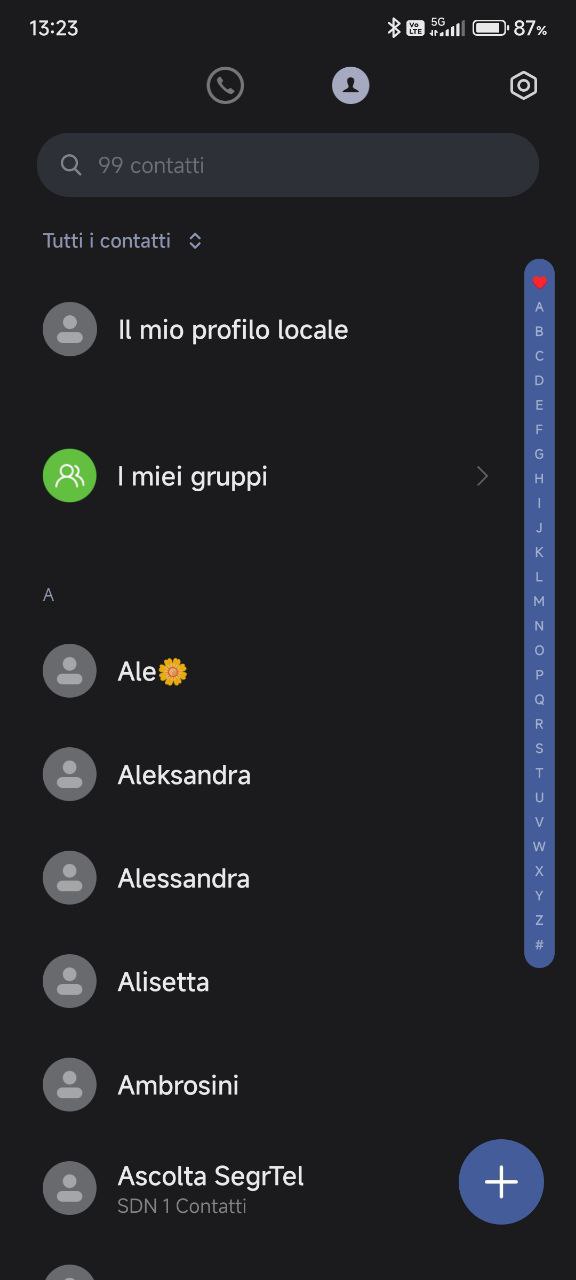 13:23
Vo LTE 5G 87%
99 contatti
Tutti i contatti
Il mio profilo locale
I miei gruppi
A
Ale🌼
Aleksandra
Alessandra
Alisetta
Ambrosini
Ascolta SegrTel
SDN 1 Contatti
A
B
C
D
E
F
G
H
I
J
K
L
M
N
O
P
Q
R
S
T
U
V
W
X
Y
Z
#